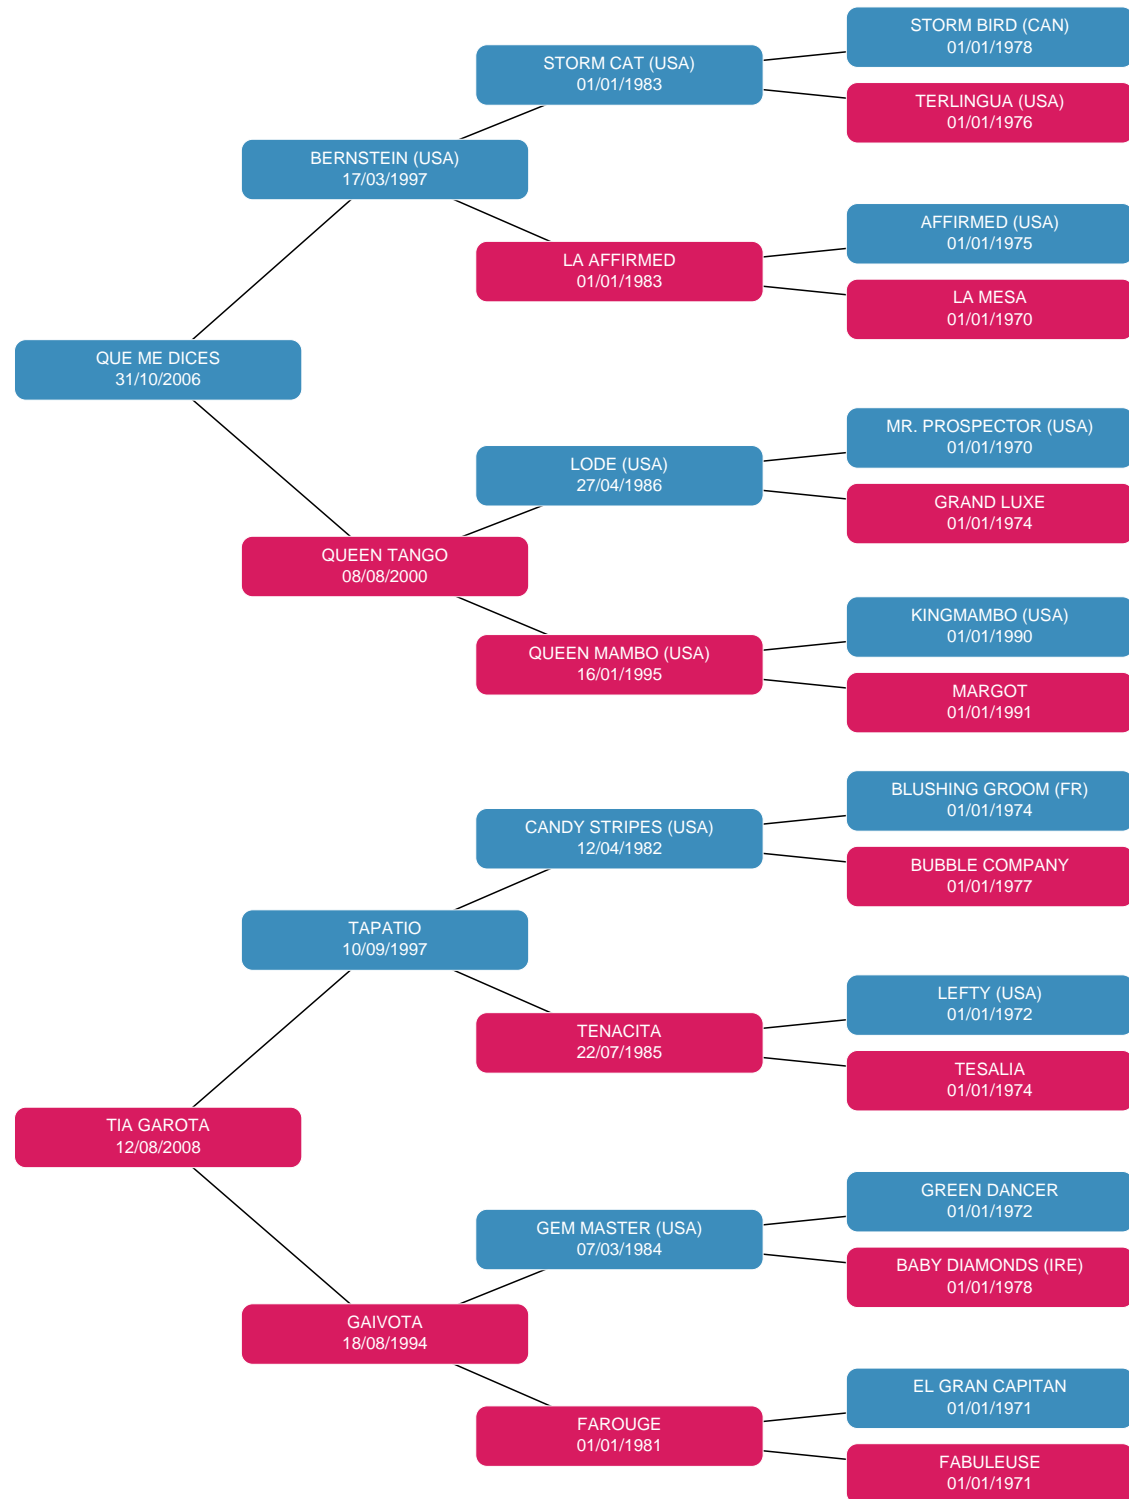 STORM BIRD (CAN)
01/01/1978
STORM CAT (USA)
01/01/1983
TERLINGUA (USA)
01/01/1976
BERNSTEIN (USA)
17/03/1997
AFFIRMED (USA)
01/01/1975
LA AFFIRMED
01/01/1983
LA MESA
01/01/1970
QUE ME DICES
31/10/2006
MR. PROSPECTOR (USA)
01/01/1970
LODE (USA)
27/04/1986
GRAND LUXE
01/01/1974
QUEEN TANGO
08/08/2000
KINGMAMBO (USA)
01/01/1990
QUEEN MAMBO (USA)
16/01/1995
MARGOT
01/01/1991
BLUSHING GROOM (FR)
01/01/1974
CANDY STRIPES (USA)
12/04/1982
BUBBLE COMPANY
01/01/1977
TAPATIO
10/09/1997
LEFTY (USA)
01/01/1972
TENACITA
22/07/1985
TESALIA
01/01/1974
TIA GAROTA
12/08/2008
GREEN DANCER
01/01/1972
GEM MASTER (USA)
07/03/1984
BABY DIAMONDS (IRE)
01/01/1978
GAIVOTA
18/08/1994
EL GRAN CAPITAN
01/01/1971
FAROUGE
01/01/1981
FABULEUSE
01/01/1971